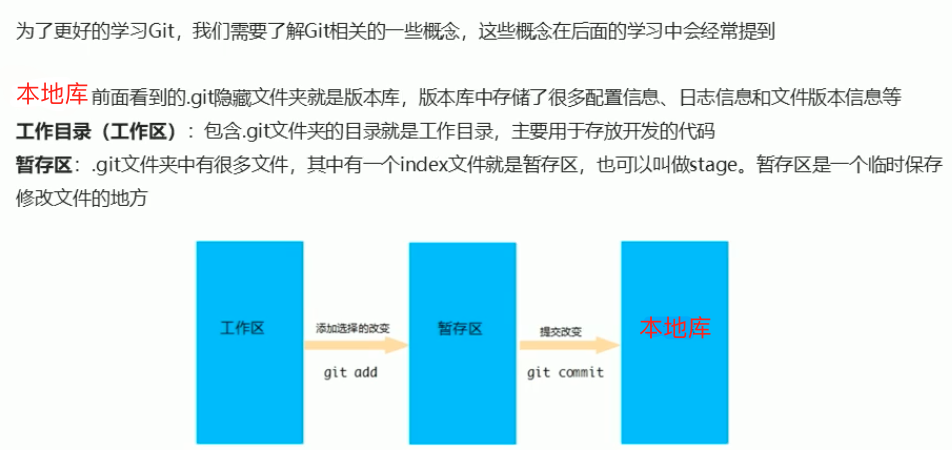 为了更好的学习Git，我们需要了解Git相关的一些概念，这些概念在后面的学习中会经常提到
本地库 前面看到的.git隐藏文件夹就是版本库，版本库中存储了很多配置信息、日志信息和文件版本信息等
工作目录（工作区）：包含.git文件夹的目录就是工作目录，主要用于存放开发的代码
暂存区：.git文件夹中有很多文件，其中有一个index文件就是暂存区，也可以叫做stage。暂存区是一个临时保存
修改文件的地方
工作区
添加选择的改变
git add
暂存区
提交改变
git commit
本地库